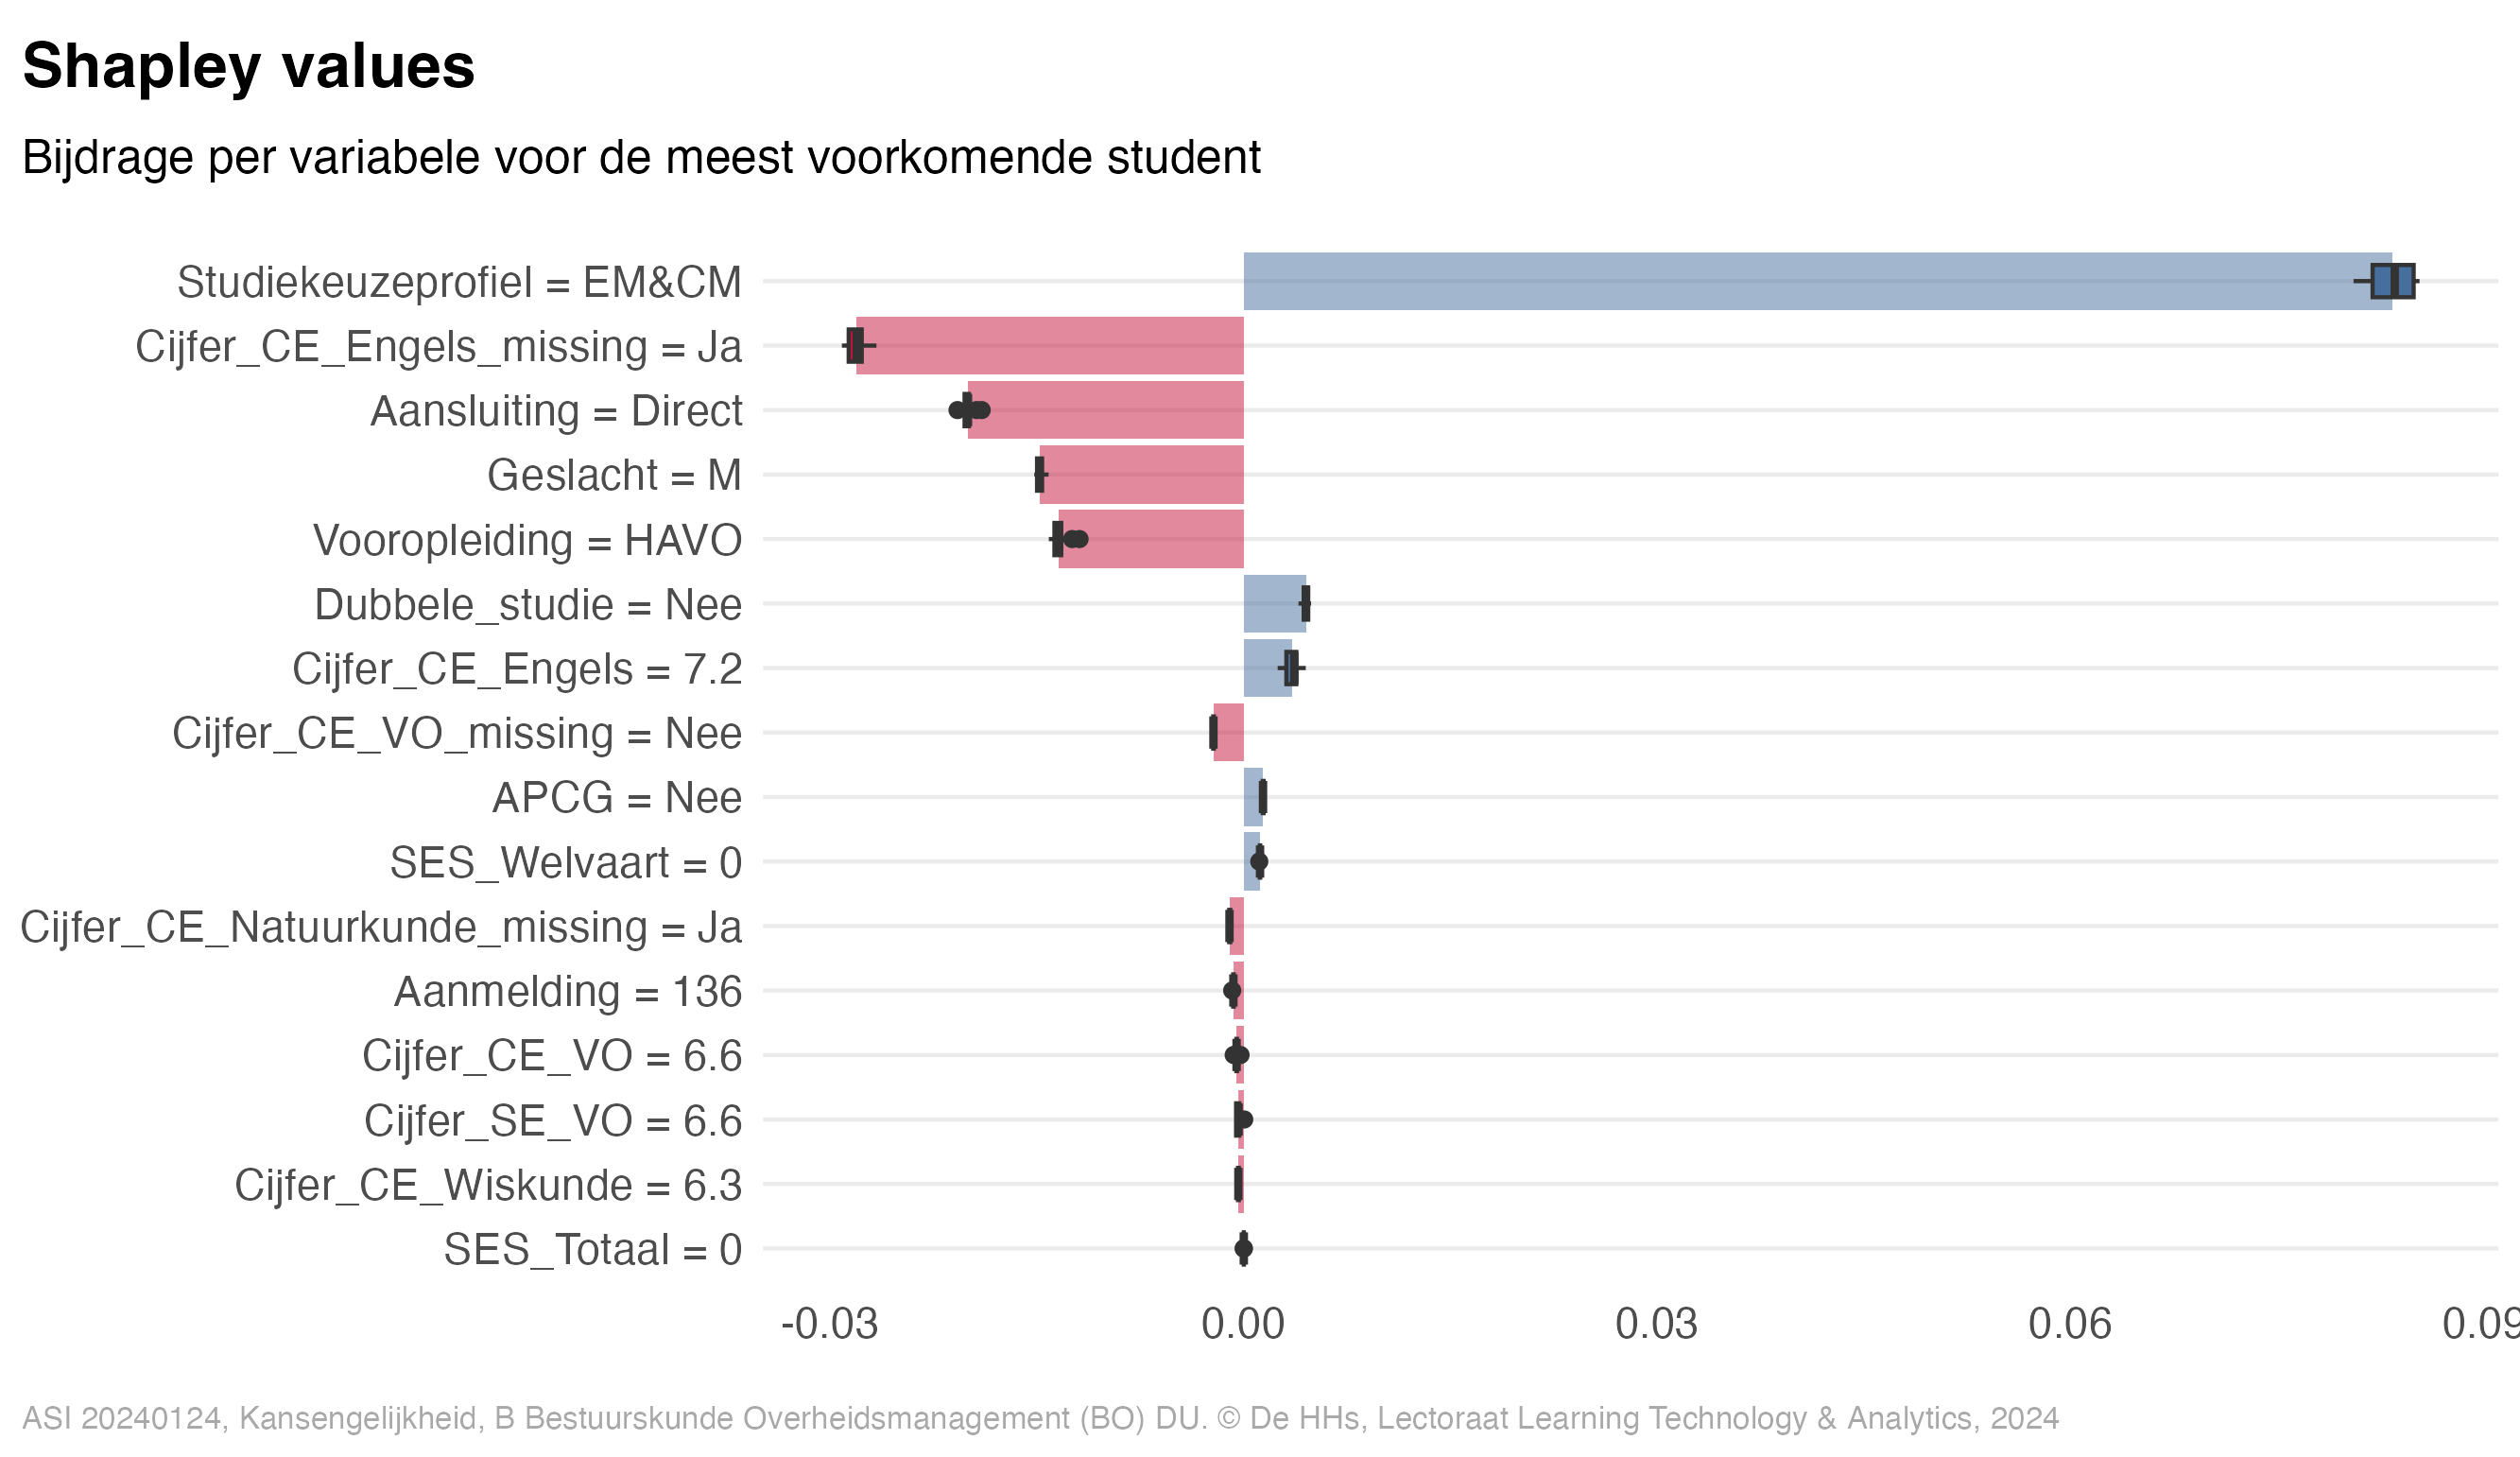 Shapley values
Bijdrage per variabele voor de meest voorkomende student
Studiekeuzeprofiel = EM&CM
Cijfer_CE_Engels_missing = Ja
Aansluiting = Direct
Geslacht = M
Vooropleiding = HAVO
Dubbele_studie = Nee
Cijfer_CE_Engels = 7.2
Cijfer_CE_VO_missing = Nee
APCG = Nee
SES_Welvaart = 0
Cijfer_CE_Natuurkunde_missing = Ja
Aanmelding = 136
Cijfer_CE_VO = 6.6
Cijfer_SE_VO = 6.6
Cijfer_CE_Wiskunde = 6.3
SES_Totaal = 0
-0.03 0.00 0.03 0.06 0.09
ASI 20240124, Kansengelijkheid, B Bestuurskunde Overheidsmanagement (BO) DU. © De HHs, Lectoraat Learning Technology & Analytics, 2024